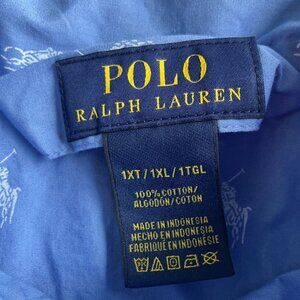 POLO
RALPH LAUREN
1XT / 1XL / 1TGL
100% COTTON/
ALGODÓN/COTON
MADE IN INDONESIA
HECHO EN INDONESIA
FABRIQUÉ EN INDONÉSIE